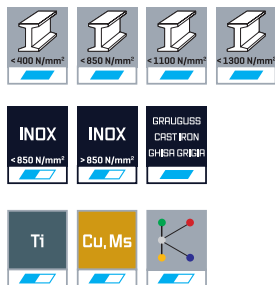 <400 N/mm² <850 N/mm² <1100 N/mm² <1300 N/mm²
INOX INOX
<850 N/mm² >850 N/mm²
GRAUGUSS
CAST IRON
GHISA GRIGIA
Ti Cu, Ms